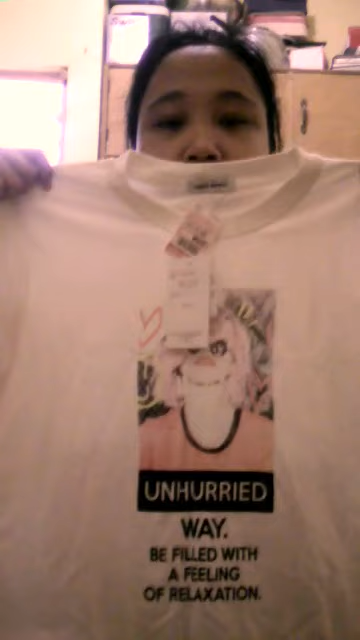 UNHURRIED
WAY.
BE FILLED WITH
A FEELING
OF RELAXATION.